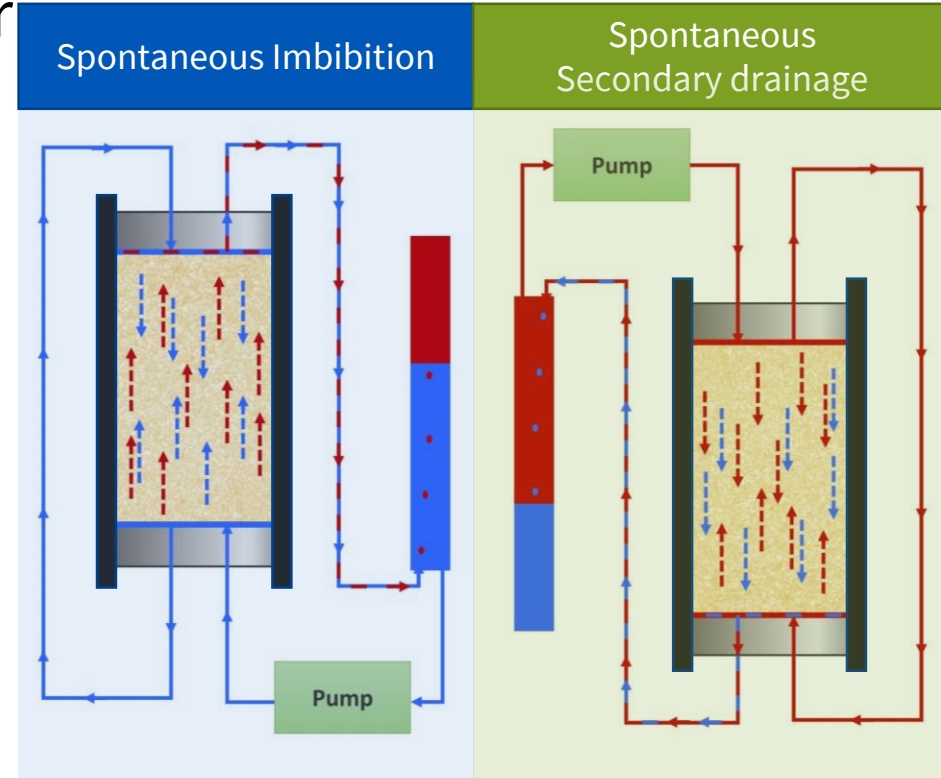 r
Spontaneous Imbibition
Spontaneous
Secondary drainage
Pump
Pump